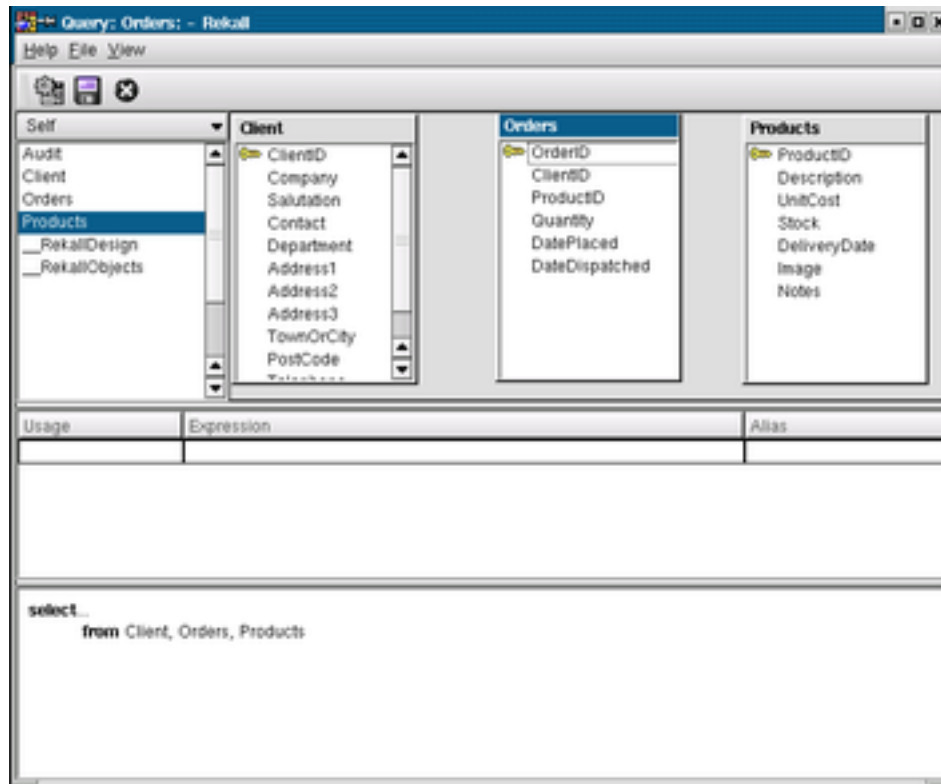 Query: Orders: - Rekall
Help File View
Self
Audit
Client
Orders
Products
__RekallDesign
__RekallObjects
Client
ClientID
Company
Salutation
Contact
Department
Address1
Address2
Address3
TownOrCity
PostCode
Orders
OrderID
ClientID
ProductID
Quantity
DatePlaced
DateDispatched
Products
ProductID
Description
UnitCost
Stock
DeliveryDate
Image
Notes
Usage Expression Alias
select...
from Client, Orders, Products